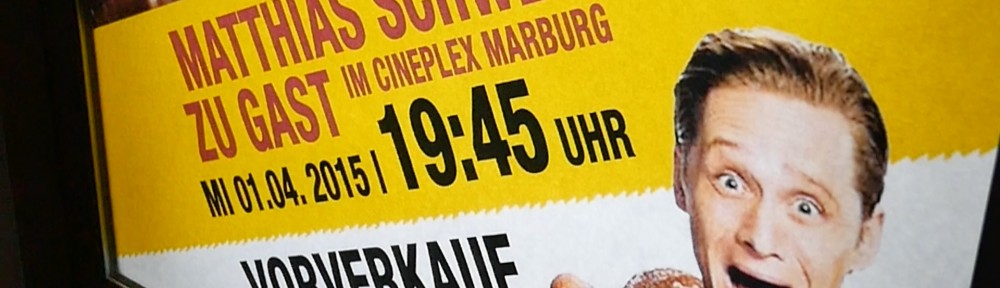 MATTHIAS
ZU GAST IM CINEPLEX MARBURG
MI 01.04. 2015 | 19:45 UHR
VORVERKAUF